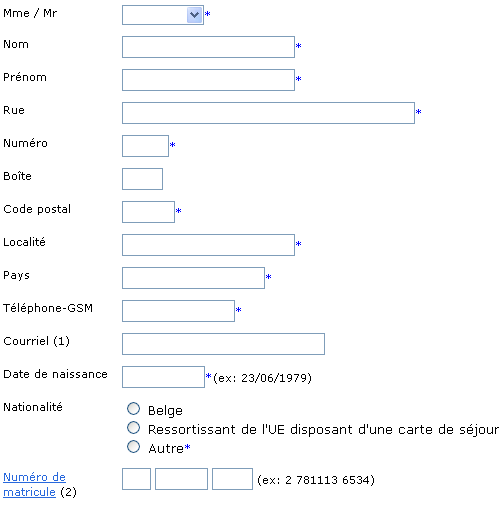 Mme / Mr *
Nom *
Prénom *
Rue *
Numéro *
Boîte
Code postal *
Localité *
Pays *
Téléphone-GSM *
Courriel (1)
Date de naissance * (ex: 23/06/1979)
Nationalité
Belge
Ressortissant de l'UE disposant d'une carte de séjour
Autre*
Numéro de
matricule (2) (ex: 2 781113 6534)